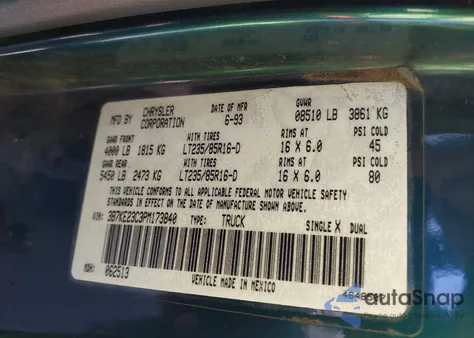 MFD BY CHRYSLER CORPORATION DATE OF MFR 6-93 GVWR 08510 LB 3861 KG
GAWR FRONT WITH TIRES RIMS AT PSI COLD
4000 LB 1815 KG LT235/85R16-D 16 X 6.0 45
GAWR REAR WITH TIRES RIMS AT PSI COLD
5450 LB 2473 KG LT235/85R16-D 16 X 6.0 80
THIS VEHICLE CONFORMS TO ALL APPLICABLE FEDERAL MOTOR VEHICLE SAFETY
STANDARDS IN EFFECT ON THE DATE OF MANUFACTURE SHOWN ABOVE.
VIN: 3B7KE23C3PM173840 TYPE: TRUCK SINGLE X DUAL
MDH: 062513
VEHICLE MADE IN MEXICO
autoSnap